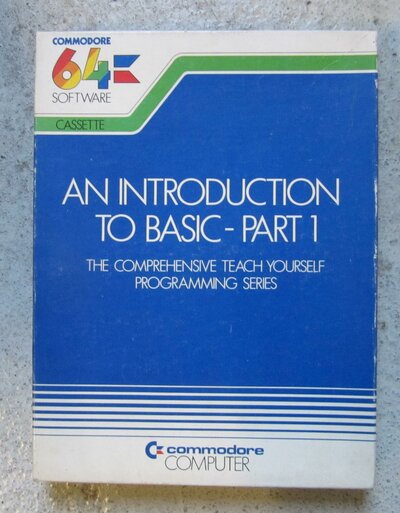 COMMODORE
64
SOFTWARE
CASSETTE
AN INTRODUCTION
TO BASIC - PART 1
THE COMPREHENSIVE TEACH YOURSELF
PROGRAMMING SERIES
commodore
COMPUTER